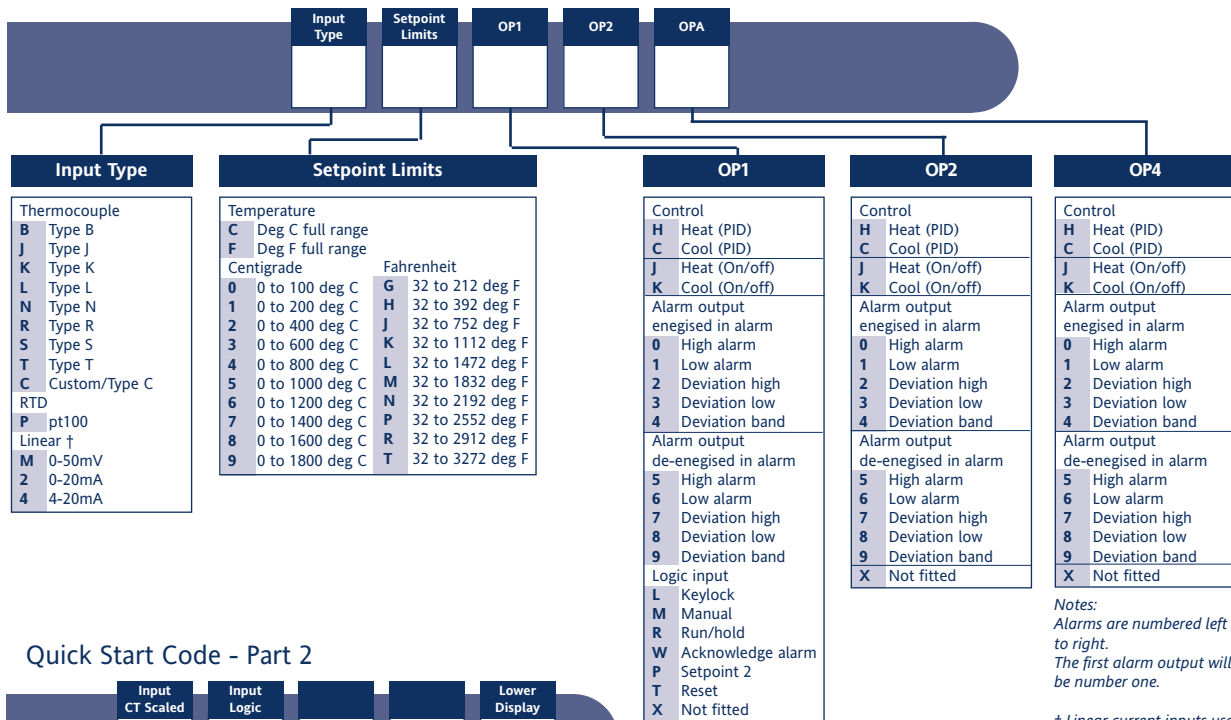 Input Type
Setpoint Limits
OP1
OP2
OPA
Input Type
Thermocouple
B Type B
J Type J
K Type K
L Type L
N Type N
R Type R
S Type S
T Type T
C Custom/Type C
RTD
P pt100
Linear †
M 0-50mV
2 0-20mA
4 4-20mA
Setpoint Limits
Temperature
C Deg C full range
F Deg F full range
Centigrade
0 0 to 100 deg C
1 0 to 200 deg C
2 0 to 400 deg C
3 0 to 600 deg C
4 0 to 800 deg C
5 0 to 1000 deg C
6 0 to 1200 deg C
7 0 to 1400 deg C
8 0 to 1600 deg C
9 0 to 1800 deg C
Fahrenheit
G 32 to 212 deg F
H 32 to 392 deg F
J 32 to 752 deg F
K 32 to 1112 deg F
L 32 to 1472 deg F
M 32 to 1832 deg F
N 32 to 2192 deg F
P 32 to 2552 deg F
R 32 to 2912 deg F
T 32 to 3272 deg F
OP1
Control
H Heat (PID)
C Cool (PID)
J Heat (On/off)
K Cool (On/off)
Alarm output
enegised in alarm
0 High alarm
1 Low alarm
2 Deviation high
3 Deviation low
4 Deviation band
Alarm output
de-enegised in alarm
5 High alarm
6 Low alarm
7 Deviation high
8 Deviation low
9 Deviation band
Logic input
L Keylock
M Manual
R Run/hold
W Acknowledge alarm
P Setpoint 2
T Reset
X Not fitted
OP2
Control
H Heat (PID)
C Cool (PID)
J Heat (On/off)
K Cool (On/off)
Alarm output
enegised in alarm
0 High alarm
1 Low alarm
2 Deviation high
3 Deviation low
4 Deviation band
Alarm output
de-enegised in alarm
5 High alarm
6 Low alarm
7 Deviation high
8 Deviation low
9 Deviation band
X Not fitted
OP4
Control
H Heat (PID)
C Cool (PID)
J Heat (On/off)
K Cool (On/off)
Alarm output
enegised in alarm
0 High alarm
1 Low alarm
2 Deviation high
3 Deviation low
4 Deviation band
Alarm output
de-enegised in alarm
5 High alarm
6 Low alarm
7 Deviation high
8 Deviation low
9 Deviation band
X Not fitted
Notes:
Alarms are numbered left
to right.
The first alarm output will
be number one.
† Linear current inputs use
Quick Start Code - Part 2
Input CT Scaled
Input Logic
Lower Display